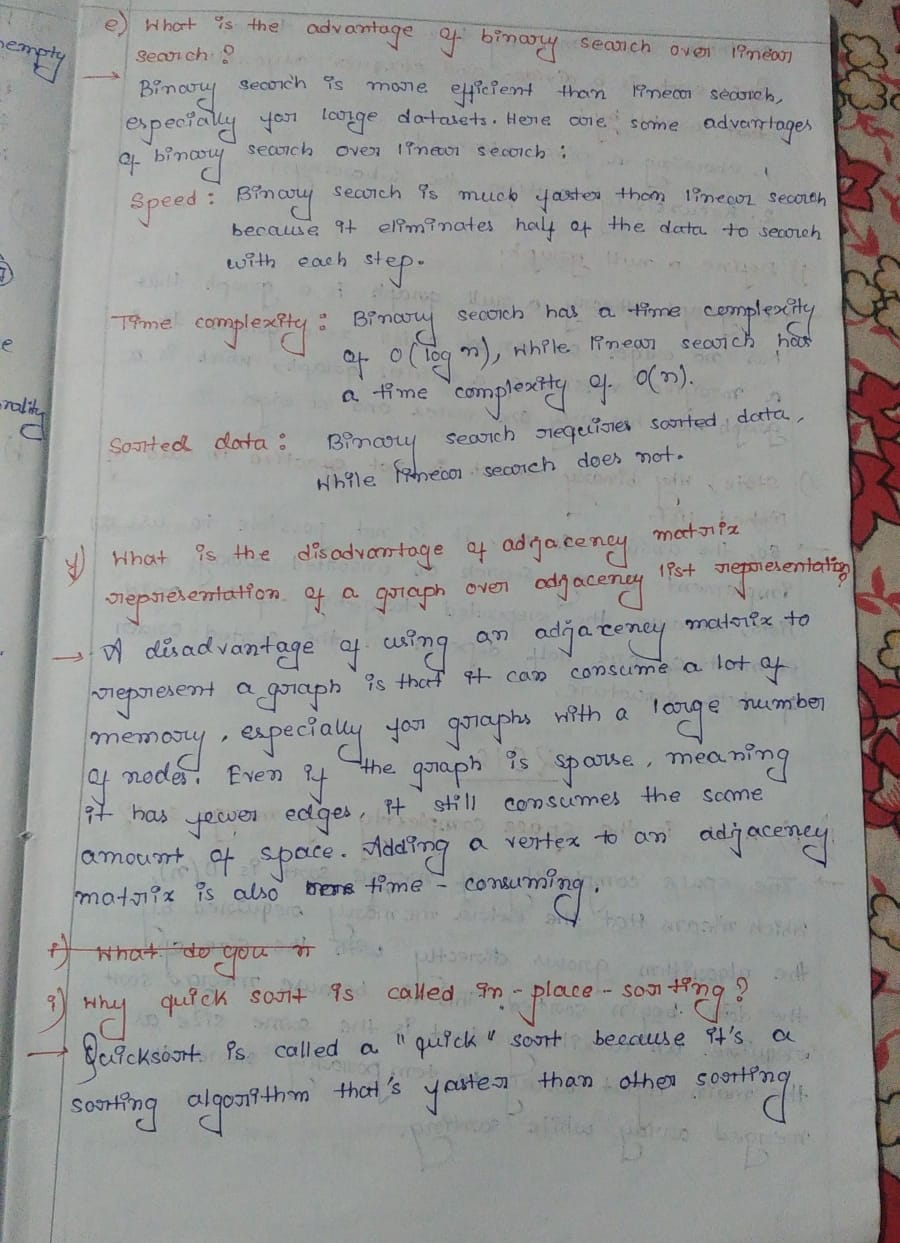 nempty
e
rality
e) What is the advantage of binary search over linear
search?
→ Binary search is more efficient than linear search,
especially for large datasets. Here are some advantages
of binary search over linear search :
Speed : Binary search is much faster than linear search
because it eliminates half of the data to search
with each step.
Time complexity : Binary search has a time complexity
of O(log n), while linear search has
a time complexity of O(n).
Sorted data : Binary search requires sorted data,
while linear search does not.
f) What is the disadvantage of adjacency matrix
representation of a graph over adjacency list representation?
→ A disadvantage of using an adjacency matrix to
represent a graph is that it can consume a lot of
memory, especially for graphs with a large number
of nodes. Even if the graph is sparse, meaning
it has fewer edges, it still consumes the same
amount of space. Adding a vertex to an adjacency
matrix is also time-consuming.
i) What do you
i) Why quick sort is called in-place-sorting?
→ Quicksort is called a "quick" sort because it's a
sorting algorithm that's faster than other sorting